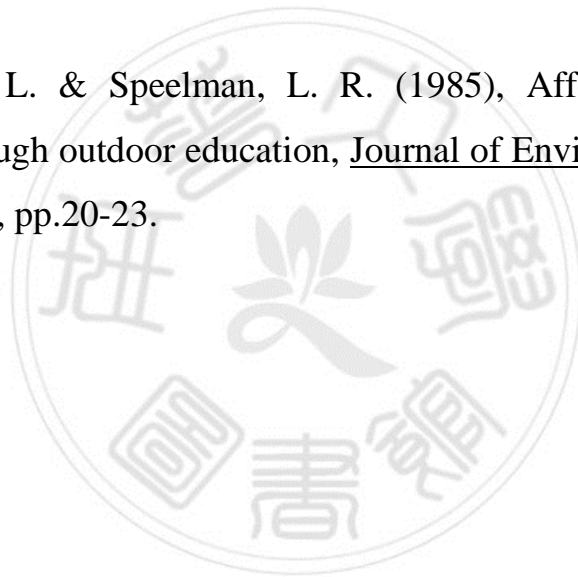 L. & Speelman, L. R. (1985), Aff
ugh outdoor education, Journal of Envi
, pp.20-23.